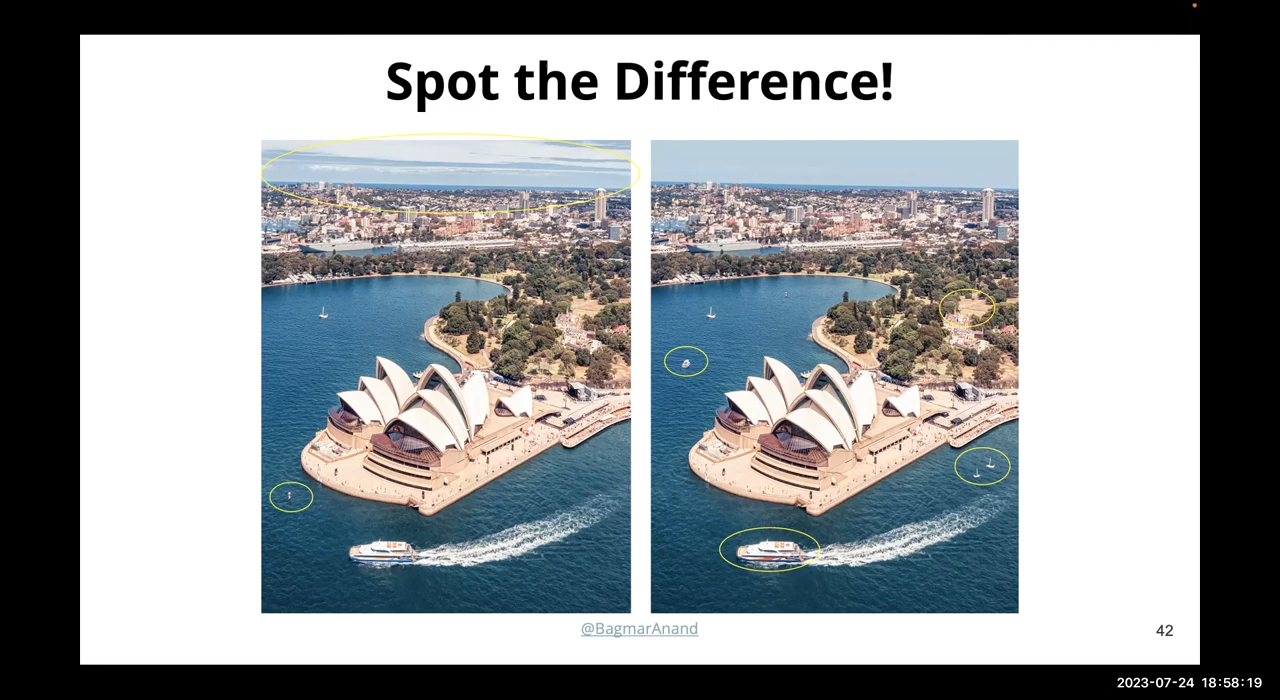 Spot the Difference!
@BagmarAnand
42
2023-07-24 18:58:19